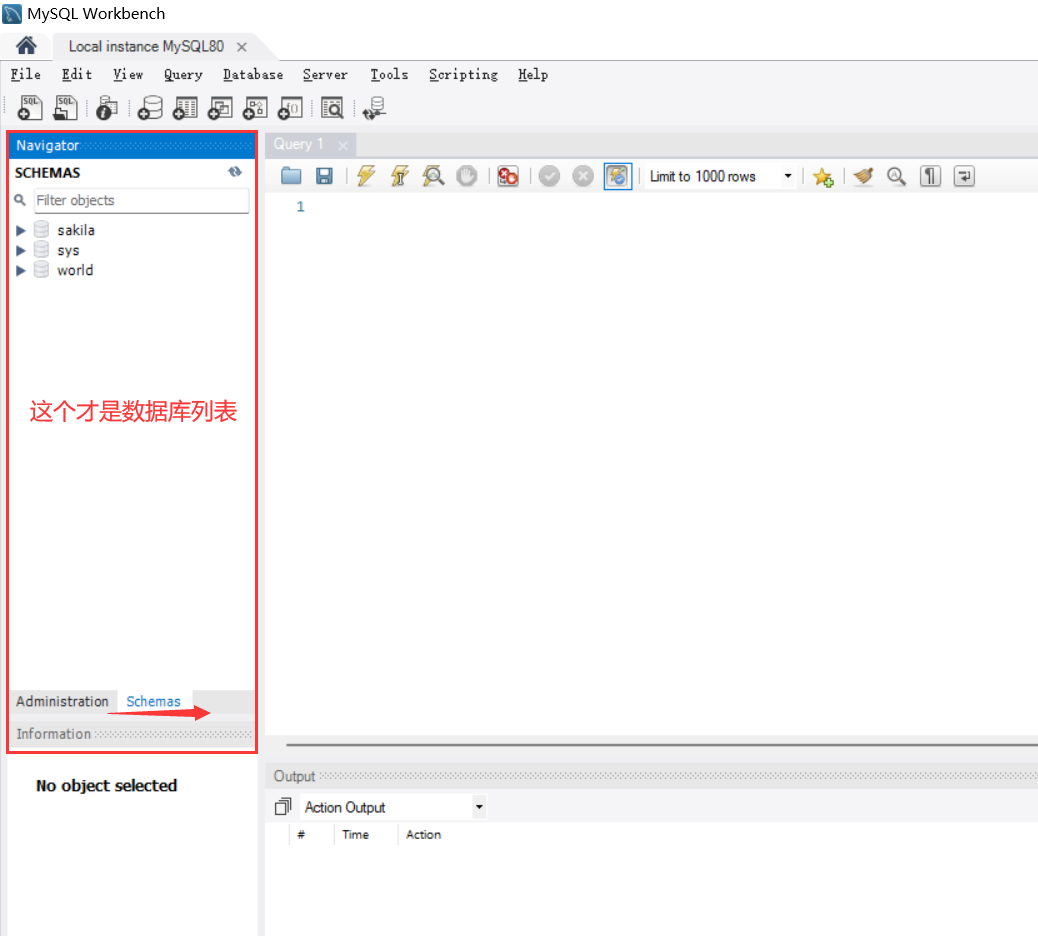 MySQL Workbench
Local instance MySQL80
File Edit View Query Database Server Tools Scripting Help
SQL SQL
Navigator
Query 1
SCHEMAS
Limit to 1000 rows
Filter objects
1
sakila
sys
world
这个才是数据库列表
Administration Schemas
Information
No object selected
Output
Action Output
# Time Action